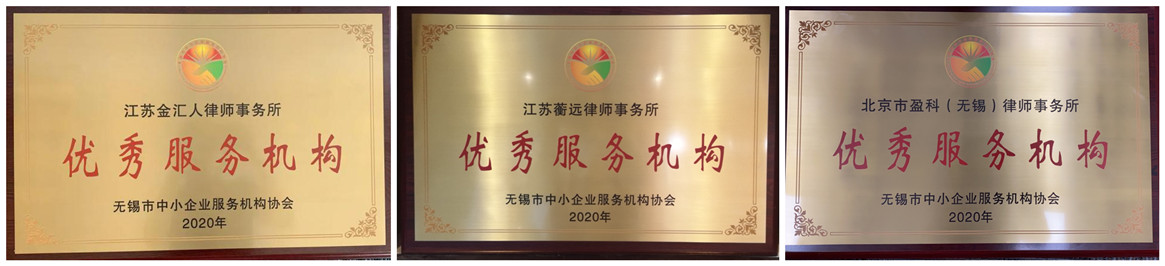 江苏金汇人律师事务所
优秀服务机构
无锡市中小企业服务机构协会
2020年
江苏蘅远律师事务所
优秀服务机构
无锡市中小企业服务机构协会
2020年
北京市盈科（无锡）律师事务所
优秀服务机构
无锡市中小企业服务机构协会
2020年